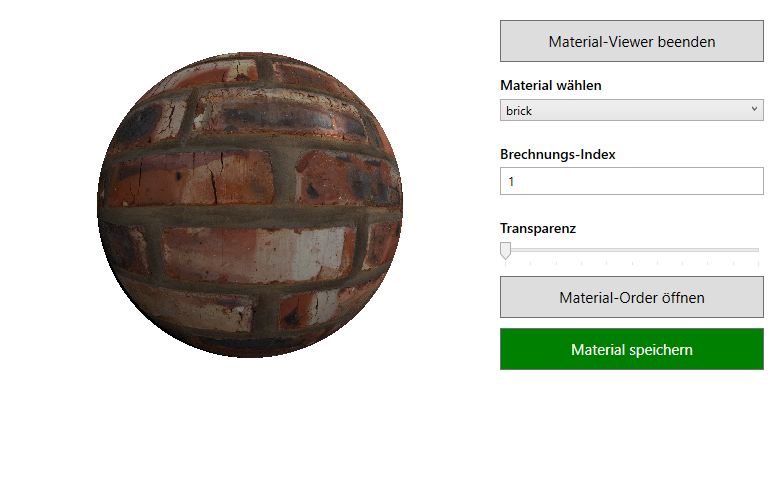 Material-Viewer beenden
Material wählen
brick
Brechnungs-Index
1
Transparenz
Material-Order öffnen
Material speichern